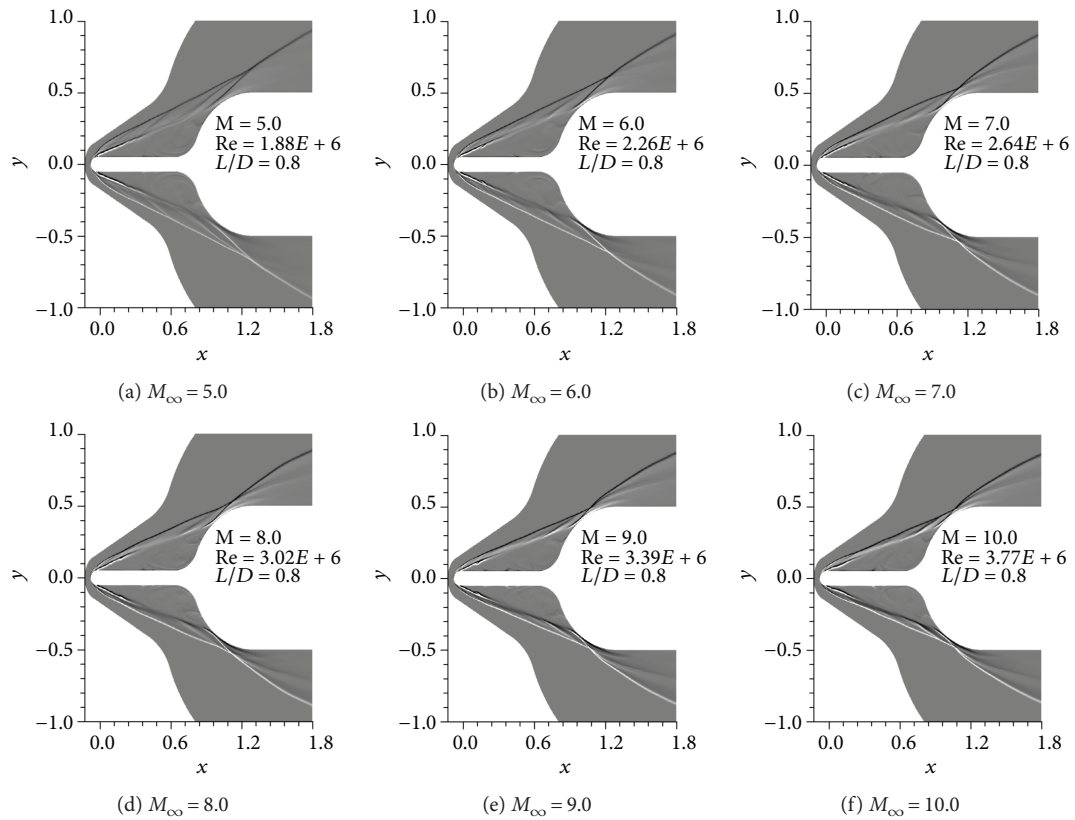 1.0
0.5
0.0
−0.5
−1.0
y
M = 5.0
Re = 1.88E + 6
L/D = 0.8
0.0 0.6 1.2 1.8
x
(a) M∞ = 5.0
1.0
0.5
0.0
−0.5
−1.0
y
M = 6.0
Re = 2.26E + 6
L/D = 0.8
0.0 0.6 1.2 1.8
x
(b) M∞ = 6.0
1.0
0.5
0.0
−0.5
−1.0
y
M = 7.0
Re = 2.64E + 6
L/D = 0.8
0.0 0.6 1.2 1.8
x
(c) M∞ = 7.0
1.0
0.5
0.0
−0.5
−1.0
y
M = 8.0
Re = 3.02E + 6
L/D = 0.8
0.0 0.6 1.2 1.8
x
(d) M∞ = 8.0
1.0
0.5
0.0
−0.5
−1.0
y
M = 9.0
Re = 3.39E + 6
L/D = 0.8
0.0 0.6 1.2 1.8
x
(e) M∞ = 9.0
1.0
0.5
0.0
−0.5
−1.0
y
M = 10.0
Re = 3.77E + 6
L/D = 0.8
0.0 0.6 1.2 1.8
x
(f) M∞ = 10.0